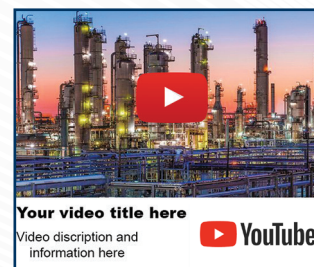 Your video title here
Video discription and
information here
YouTube